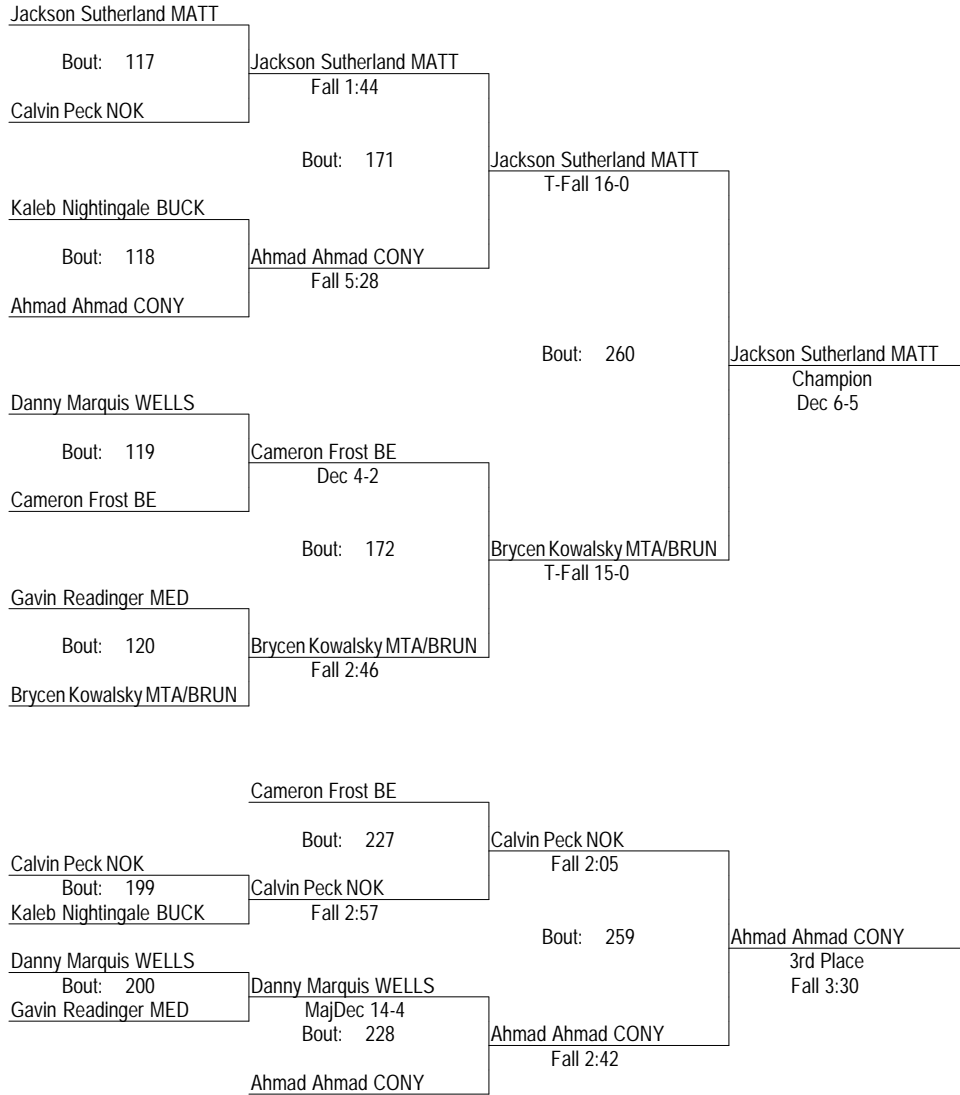 Jackson Sutherland MATT
Bout: 117
Jackson Sutherland MATT
Fall 1:44
Calvin Peck NOK
Bout: 171
Jackson Sutherland MATT
T-Fall 16-0
Kaleb Nightingale BUCK
Bout: 118
Ahmad Ahmad CONY
Fall 5:28
Ahmad Ahmad CONY
Bout: 260
Jackson Sutherland MATT
Champion
Dec 6-5
Danny Marquis WELLS
Bout: 119
Cameron Frost BE
Dec 4-2
Cameron Frost BE
Bout: 172
Brycen Kowalsky MTA/BRUN
T-Fall 15-0
Gavin Readinger MED
Bout: 120
Brycen Kowalsky MTA/BRUN
Fall 2:46
Brycen Kowalsky MTA/BRUN
Cameron Frost BE
Bout: 227
Calvin Peck NOK
Fall 2:05
Calvin Peck NOK
Bout: 199
Calvin Peck NOK
Kaleb Nightingale BUCK
Fall 2:57
Bout: 259
Ahmad Ahmad CONY
3rd Place
Fall 3:30
Danny Marquis WELLS
Bout: 200
Danny Marquis WELLS
Gavin Readinger MED
MajDec 14-4
Bout: 228
Ahmad Ahmad CONY
Fall 2:42
Ahmad Ahmad CONY